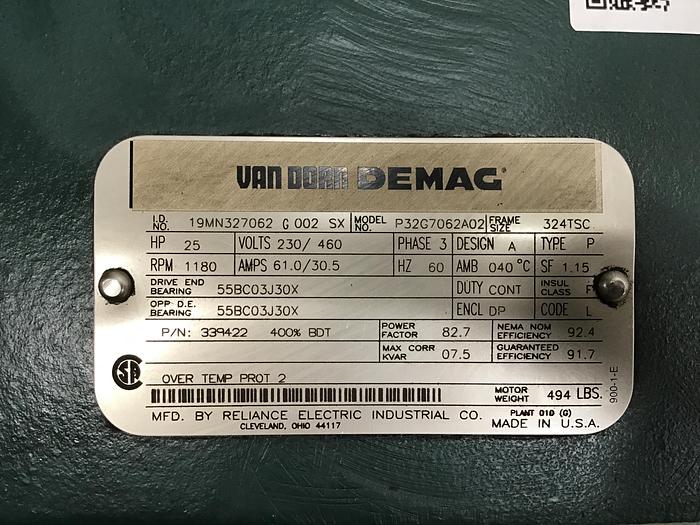 VAN DORN DEMAG
I.D. NO. 19MN327062 G 002 SX MODEL NO. P32G7062A02 FRAME SIZE 324TSC
HP 25 VOLTS 230/ 460 PHASE 3 DESIGN A TYPE P
RPM 1180 AMPS 61.0/30.5 HZ 60 AMB 040 °C SF 1.15
DRIVE END BEARING 55BC03J30X DUTY CONT INSUL CLASS F
OPP D.E. BEARING 55BC03J30X ENCL DP CODE L
P/N: 339422 400% BDT POWER FACTOR 82.7 NEMA NOM EFFICIENCY 92.4
MAX CORR KVAR 07.5 GUARANTEED EFFICIENCY 91.7
SA
OVER TEMP PROT 2
MOTOR WEIGHT 494 LBS.
900-1-E
MFD. BY RELIANCE ELECTRIC INDUSTRIAL CO. PLANT 010 (G)
CLEVELAND, OHIO 44117 MADE IN U.S.A.